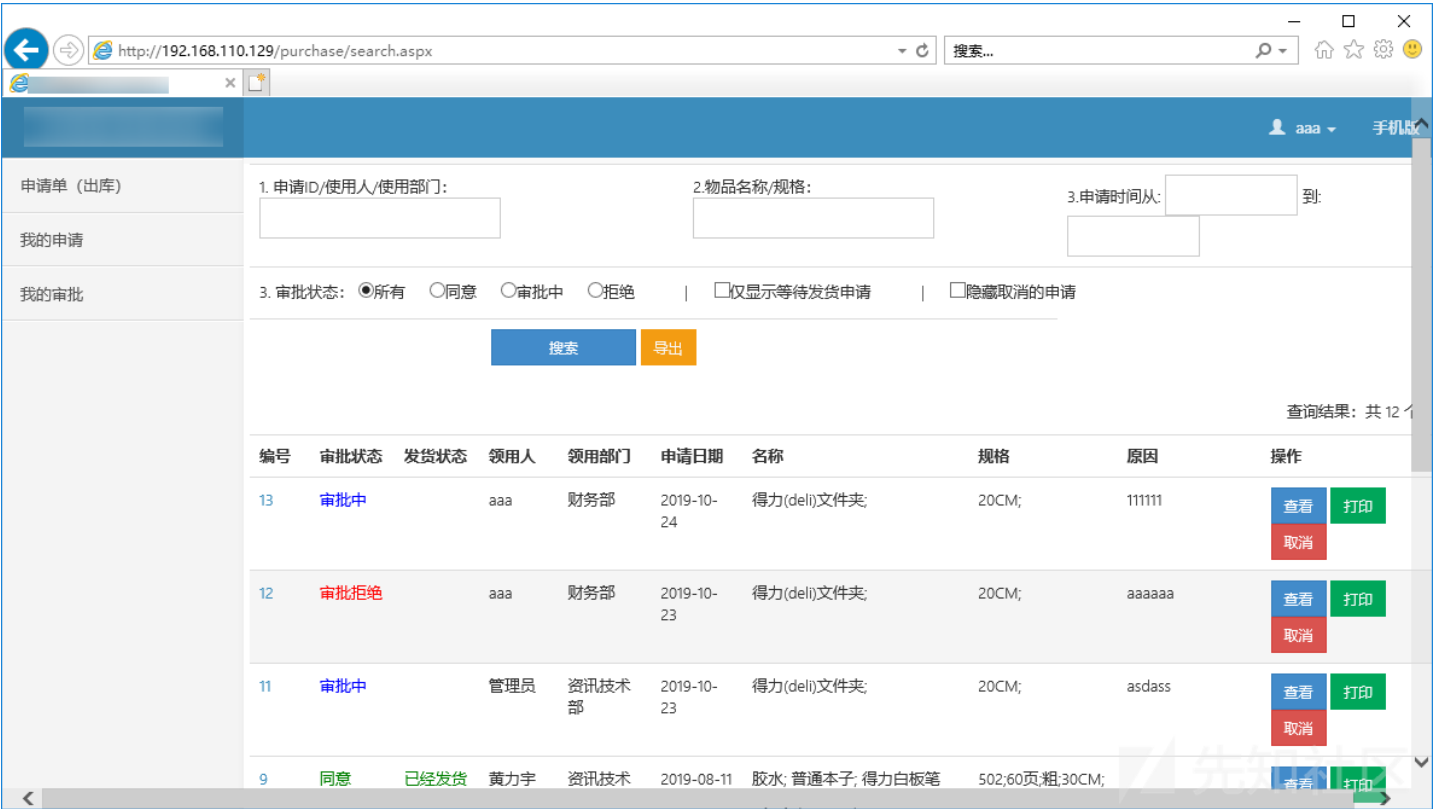 http://192.168.110.129/purchase/search.aspx
搜索...
aaa
手机版
申请单（出库）
我的申请
我的审批
1. 申请ID/使用人/使用部门：
2.物品名称/规格：
3.申请时间从:
到:
3. 审批状态： 所有 同意 审批中 拒绝 | 仅显示等待发货申请 | 隐藏取消的申请
搜索 导出
查询结果：共 12 个
编号 审批状态 发货状态 领用人 领用部门 申请日期 名称 规格 原因 操作
13 审批中 aaa 财务部 2019-10- 得力(deli)文件夹; 20CM; 111111 查看 打印
24
取消
12 审批拒绝 aaa 财务部 2019-10- 得力(deli)文件夹; 20CM; aaaaaa 查看 打印
23
取消
11 审批中 管理员 资讯技术 2019-10- 得力(deli)文件夹; 20CM; asdass 查看 打印
部 23
取消
9 同意 已经发货 黄力宇 资讯技术 2019-08-11 胶水; 普通本子; 得力白板笔 502;60页;粗;30CM; 查看 打印
先知社区